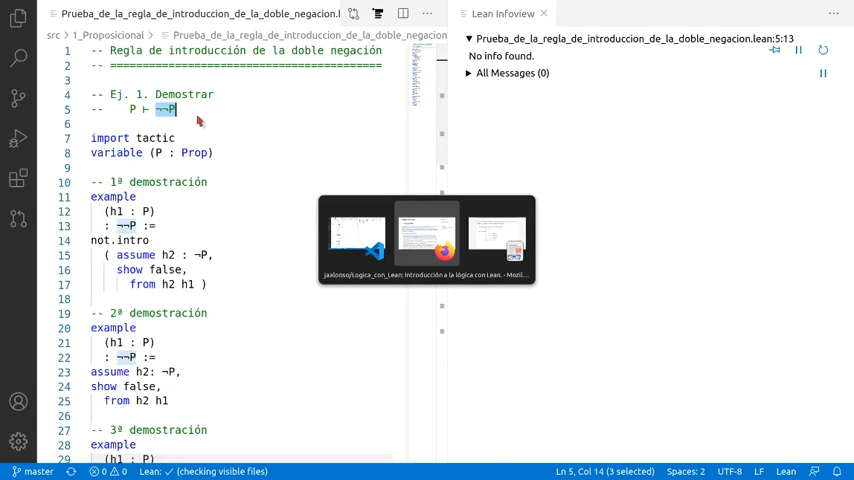 Prueba_de_la_regla_de_introduccion_de_la_doble_negacion.l
Lean Infoview
src > 1_Proposicional > Prueba_de_la_regla_de_introduccion_de_la_doble_negacion
Prueba_de_la_regla_de_introduccion_de_la_doble_negacion.lean:5:13
No info found.
All Messages (0)
1 -- Regla de introducción de la doble negación
2 -- ==========================================
3
4 -- Ej. 1. Demostrar
5 --    P ⊢ ¬¬P
6
7 import tactic
8 variable (P : Prop)
9
10 -- 1ª demostración
11 example
12   (h1 : P)
13   : ¬¬P :=
14 not.intro
15   ( assume h2 : ¬P,
16     show false,
17       from h2 h1 )
18
19 -- 2ª demostración
20 example
21   (h1 : P)
22   : ¬¬P :=
23 assume h2: ¬P,
24 show false,
25   from h2 h1
26
27 -- 3ª demostración
28 example
29   (h1 : P)
jaalonso/Logica_con_Lean: Introducción a la lógica con Lean. - Mozil...
master
0 0
Lean: ✓ (checking visible files)
Ln 5, Col 14 (3 selected)
Spaces: 2
UTF-8
LF
Lean